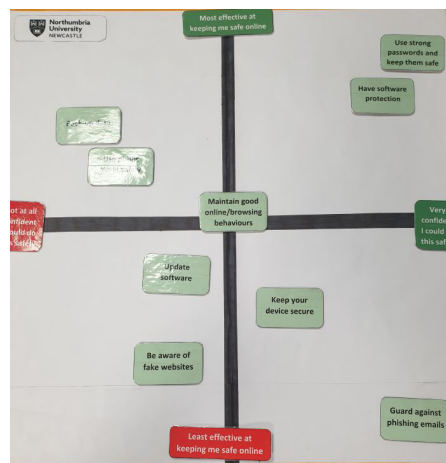 Northumbria
University
NEWCASTLE
Most effective at
keeping me safe online
Use strong
passwords and
keep them safe
Have software
protection
Maintain good
online/browsing
behaviours
ot at all
onfident
ould do
safely
Very
confide
I could
this saf
Update
software
Keep your
device secure
Be aware of
fake websites
Guard against
phishing emails
Least effective at
keeping me safe online